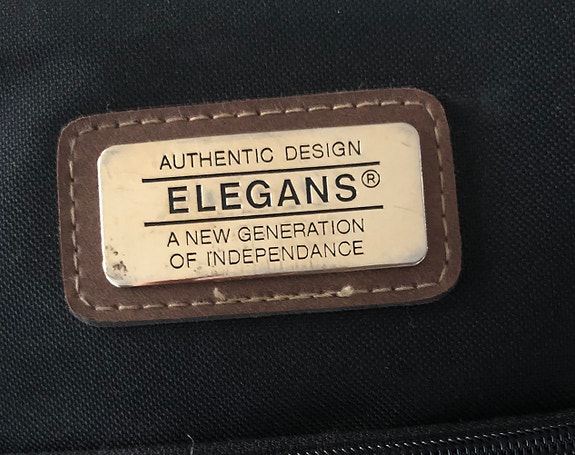 AUTHENTIC DESIGN
ELEGANS®
A NEW GENERATION
OF INDEPENDANCE